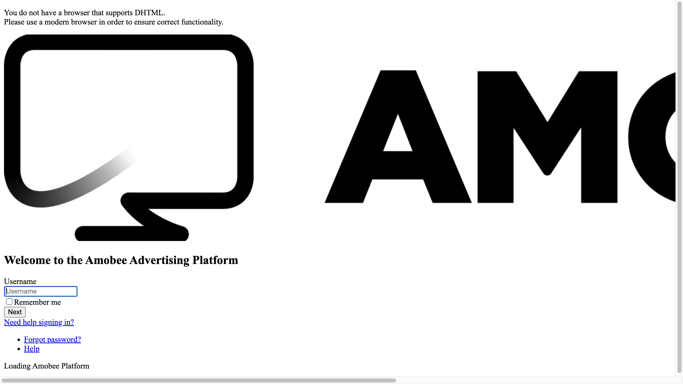 You do not have a browser that supports DHTML.
Please use a modern browser in order to ensure correct functionality.
AM
Welcome to the Amobee Advertising Platform
Username
Username
Remember me
Next
Need help signing in?
Forgot password?
Help
Loading Amobee Platform